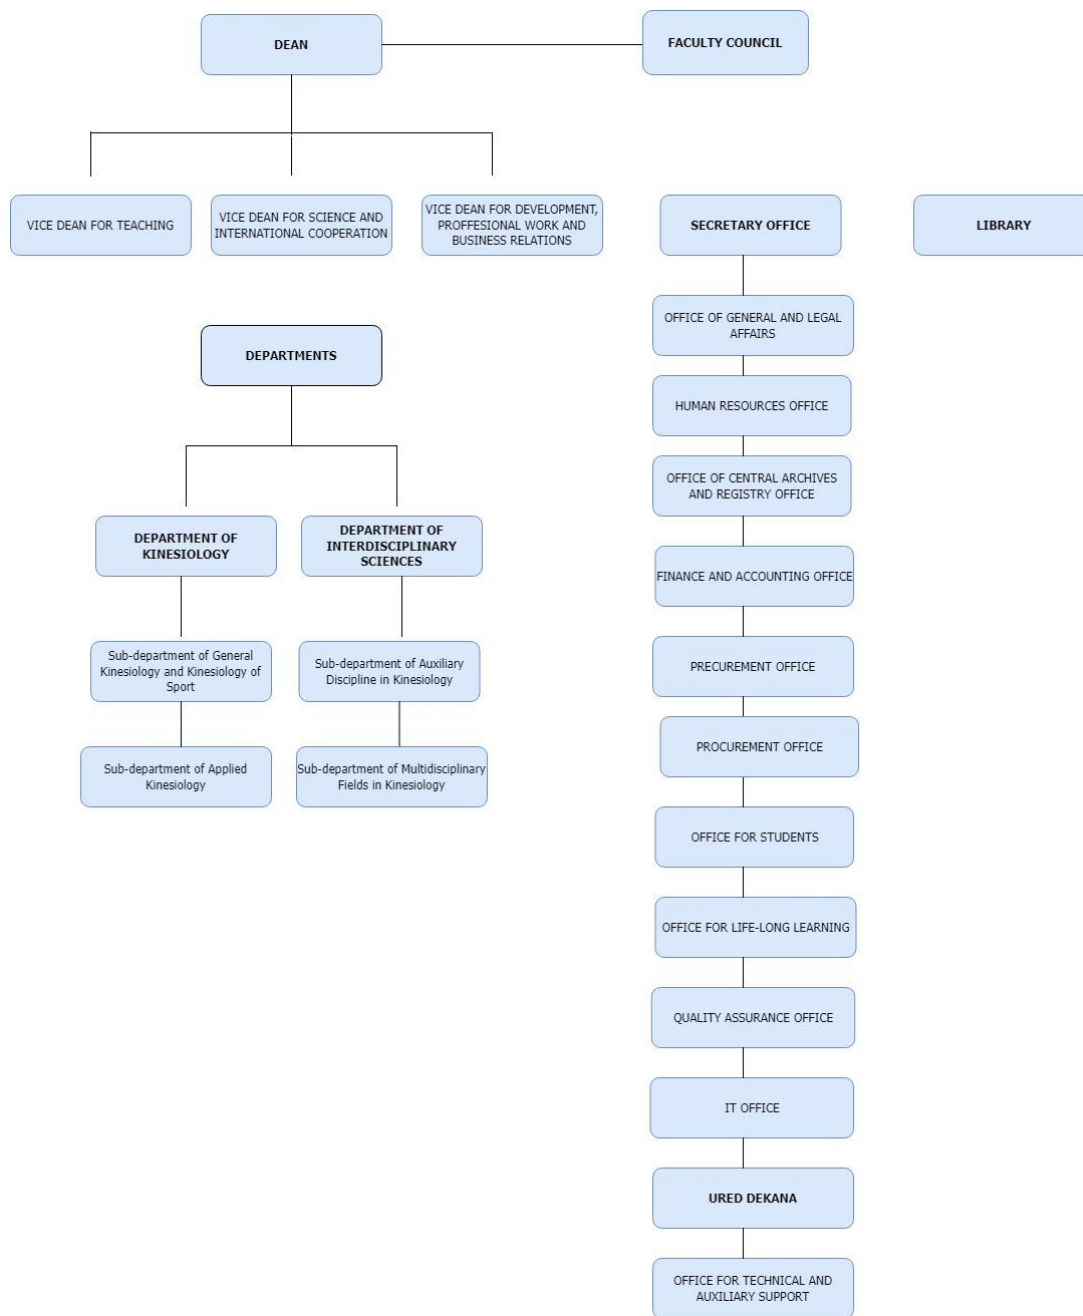 DEAN
FACULTY COUNCIL
VICE DEAN FOR TEACHING
VICE DEAN FOR SCIENCE AND
INTERNATIONAL COOPERATION
VICE DEAN FOR DEVELOPMENT,
PROFFESIONAL WORK AND
BUSINESS RELATIONS
SECRETARY OFFICE
LIBRARY
DEPARTMENTS
DEPARTMENT OF
KINESIOLOGY
DEPARTMENT OF
INTERDISCIPLINARY
SCIENCES
Sub-department of General
Kinesiology and Kinesiology of
Sport
Sub-department of Auxiliary
Discipline in Kinesiology
Sub-department of Applied
Kinesiology
Sub-department of Multidisciplinary
Fields in Kinesiology
OFFICE OF GENERAL AND LEGAL
AFFAIRS
HUMAN RESOURCES OFFICE
OFFICE OF CENTRAL ARCHIVES
AND REGISTRY OFFICE
FINANCE AND ACCOUNTING OFFICE
PRECUREMENT OFFICE
PROCUREMENT OFFICE
OFFICE FOR STUDENTS
OFFICE FOR LIFE-LONG LEARNING
QUALITY ASSURANCE OFFICE
IT OFFICE
URED DEKANA
OFFICE FOR TECHNICAL AND
AUXILIARY SUPPORT